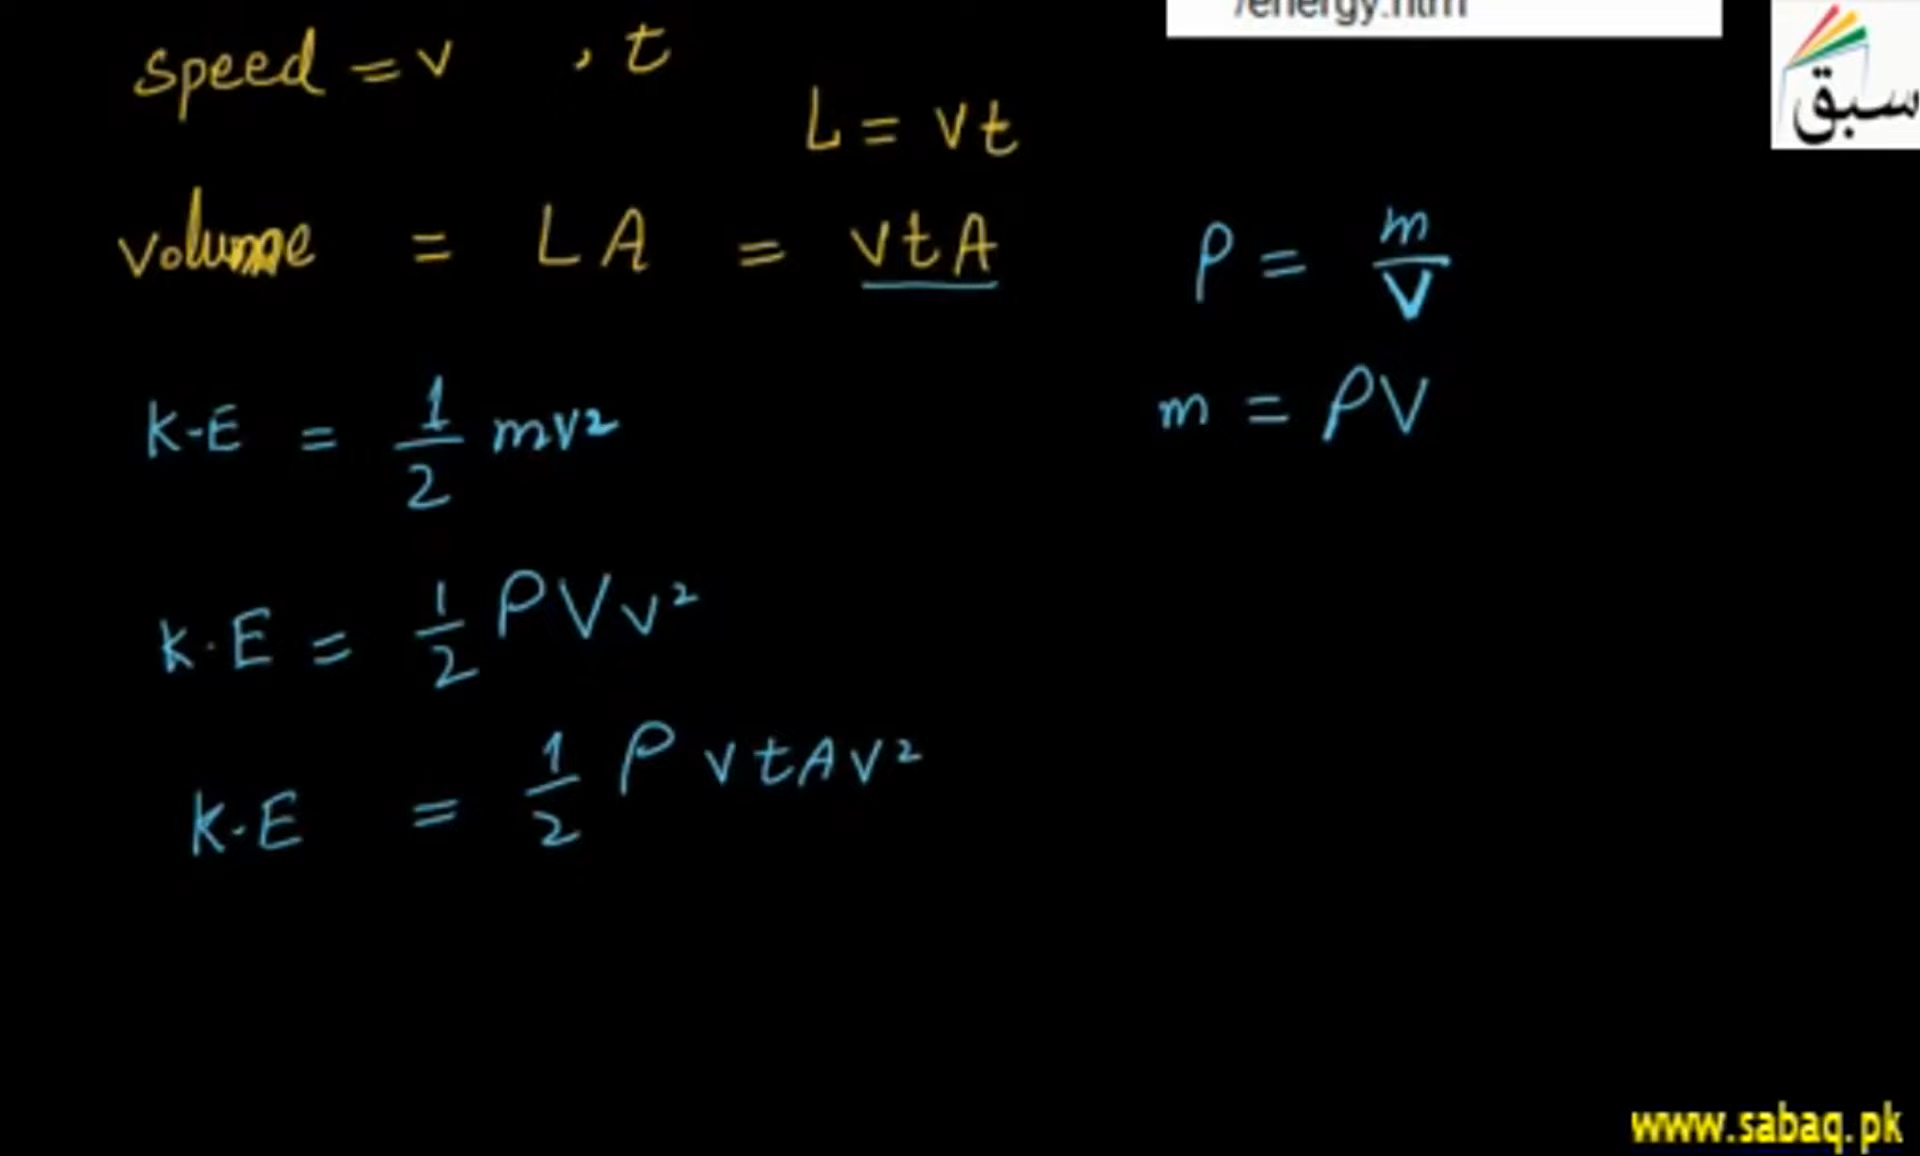 /energy.htm
سبق
speed = v , t
L = vt
volume = LA = vtA
ρ = m/V
K-E = 1/2 mv²
m = ρV
K.E = 1/2 ρVv²
K.E = 1/2 ρvtAv²
www.sabaq.pk